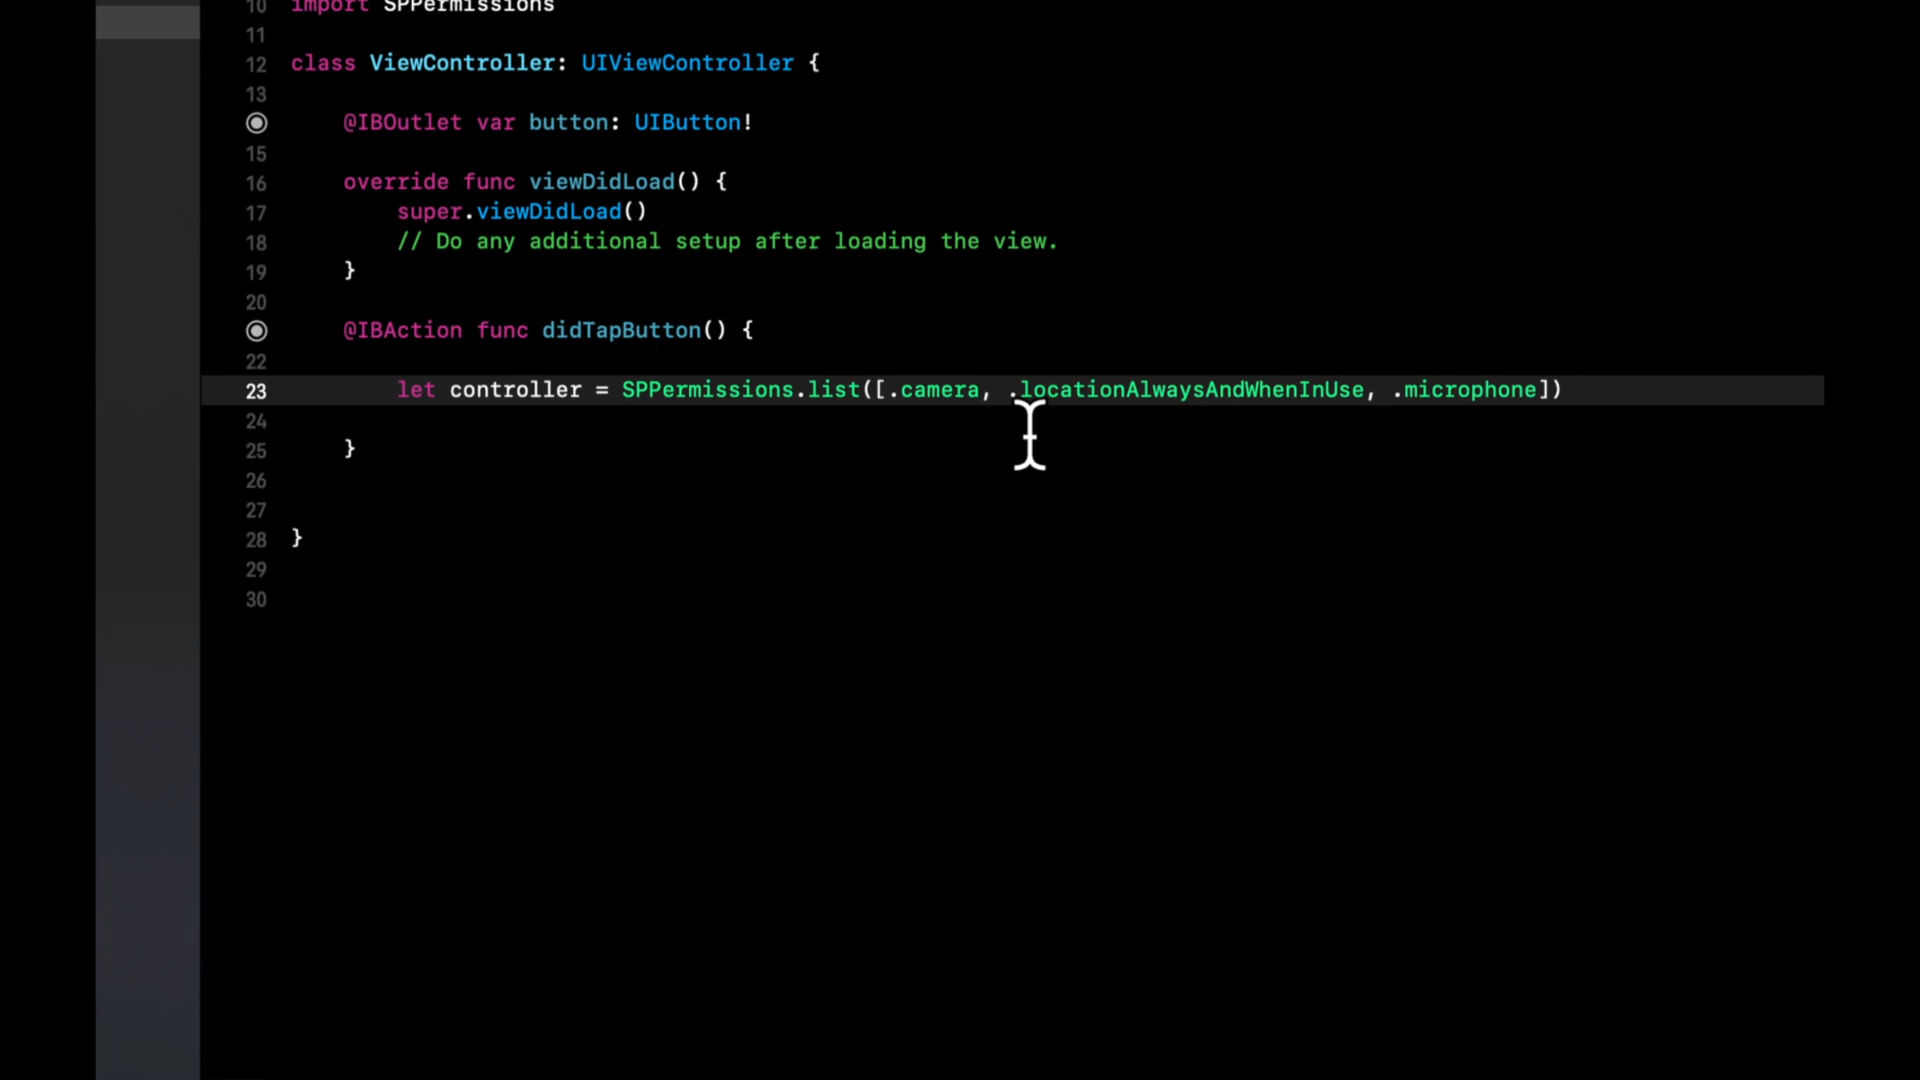 10 import SPPermissions
11
12 class ViewController: UIViewController {
13
@IBOutlet var button: UIButton!
15
16 override func viewDidLoad() {
17 super.viewDidLoad()
18 // Do any additional setup after loading the view.
19 }
20
@IBAction func didTapButton() {
22
23 let controller = SPPermissions.list([.camera, .locationAlwaysAndWhenInUse, .microphone])
24
25 }
26
27
28 }
29
30